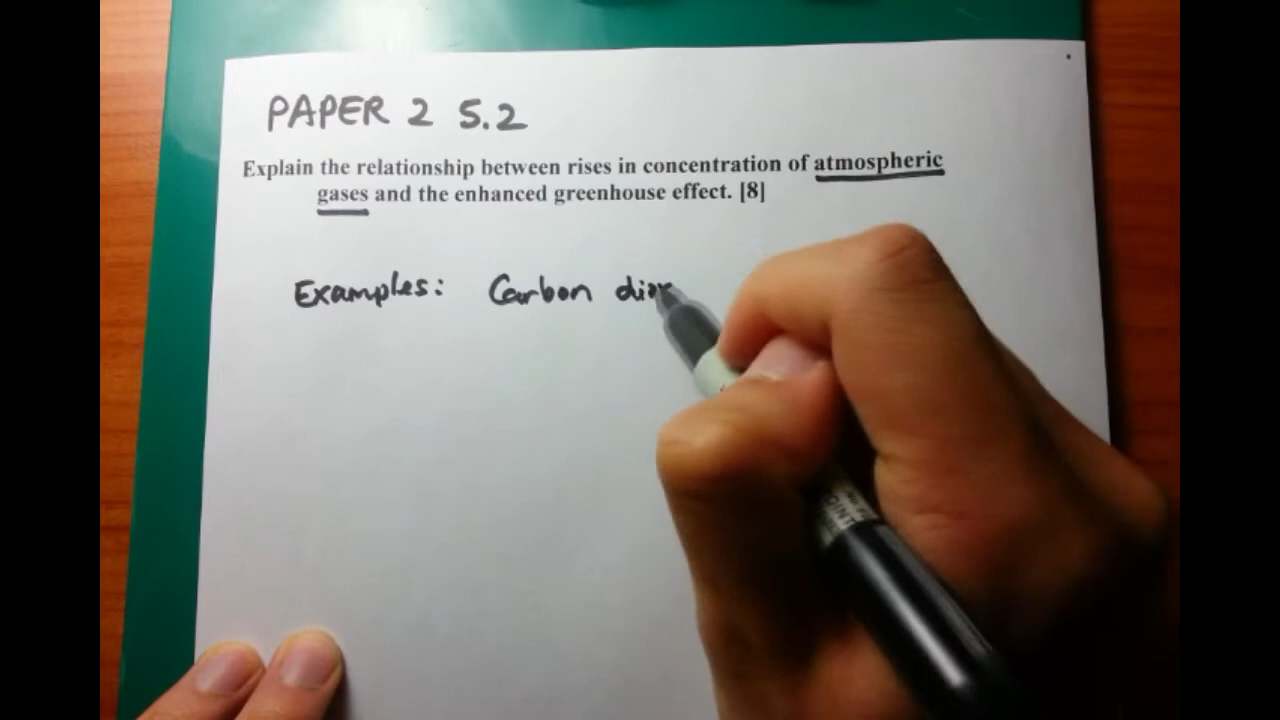 PAPER 2 5.2
Explain the relationship between rises in concentration of atmospheric
gases and the enhanced greenhouse effect. [8]
Examples: Carbon diox